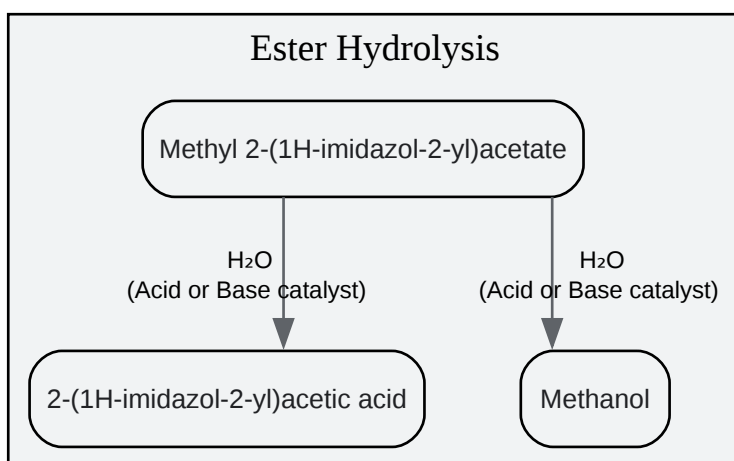 Ester Hydrolysis
Methyl 2-(1H-imidazol-2-yl)acetate
H₂O
(Acid or Base catalyst)
H₂O
(Acid or Base catalyst)
2-(1H-imidazol-2-yl)acetic acid
Methanol